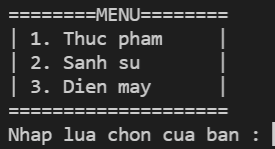 ========MENU========
| 1. Thuc pham      |
| 2. Sanh su        |
| 3. Dien may       |
====================
Nhap lua chon cua ban :